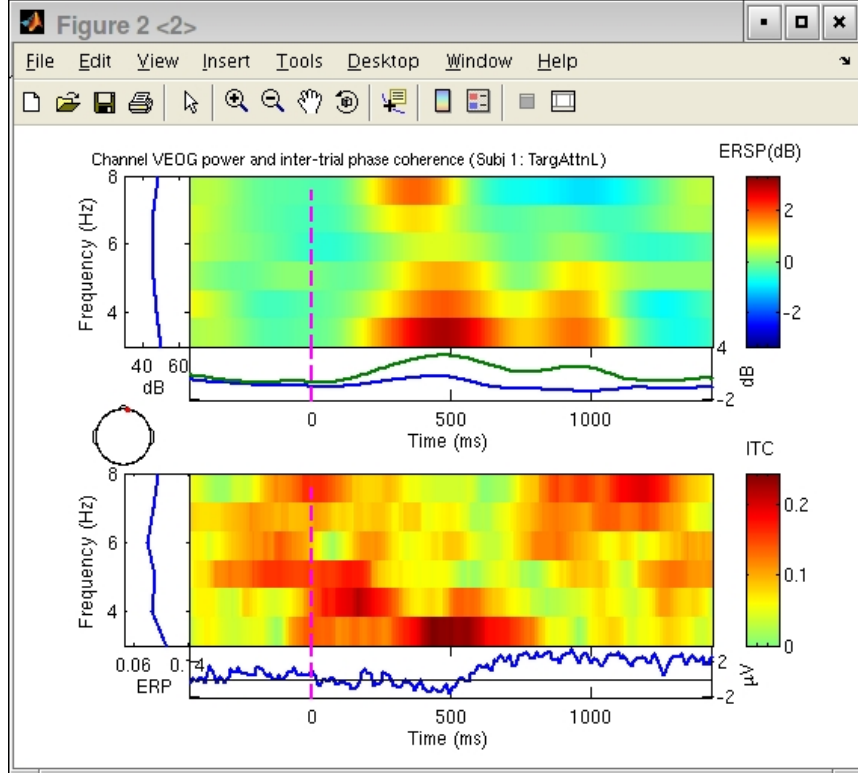 Figure 2 <2>
File Edit View Insert Tools Desktop Window Help
Channel VEOG power and inter-trial phase coherence (Subj 1: TargAttnL)
ERSP(dB)
8
6
4
Frequency (Hz)
2
0
-2
40 60
dB
4
-2
dB
0 500 1000
Time (ms)
ITC
8
6
4
Frequency (Hz)
0.2
0.1
0
0.06
ERP
2
-2
µV
0 500 1000
Time (ms)